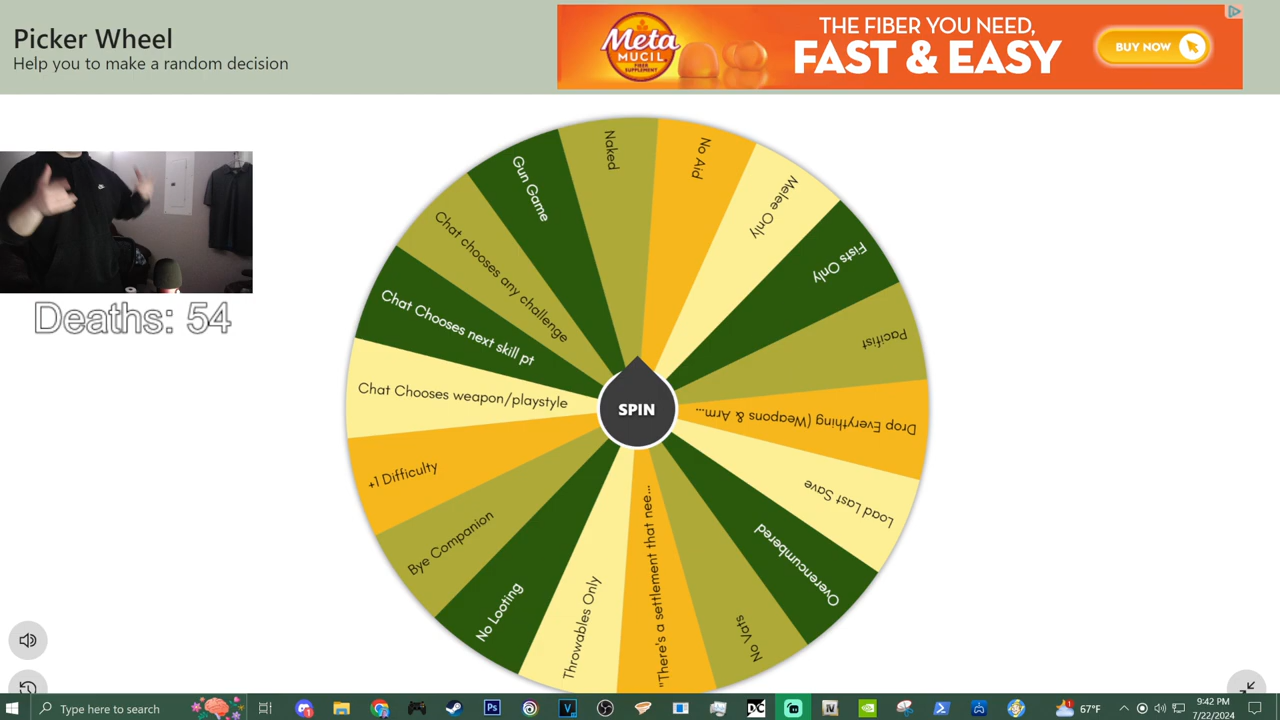 Picker Wheel
Help you to make a random decision
Meta
MUCIL
FIBER SUPPLEMENT
THE FIBER YOU NEED,
FAST & EASY
BUY NOW
Deaths: 54
Naked
No Aid
Melee Only
Fists Only
Pacifist
Drop Everything (Weapons & Arm...
Load Last Save
Overencumbered
No Vats
"There's a settlement that nee...
Throwables Only
No Looting
Bye Companion
+1 Difficulty
Chat Chooses weapon/playstyle
Chat Chooses next skill pt
Chat chooses any challenge
Gun Game
SPIN
Type here to search
67°F
9:42 PM
7/22/2024